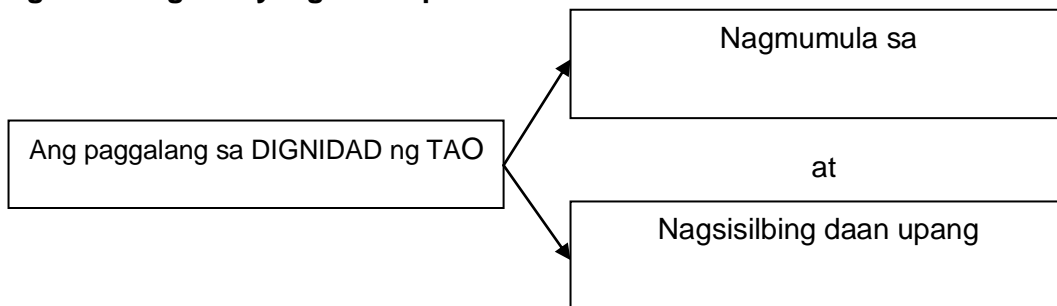 Nagmumula sa
Ang paggalang sa DIGNIDAD ng TAO
at
Nagsisilbing daan upang